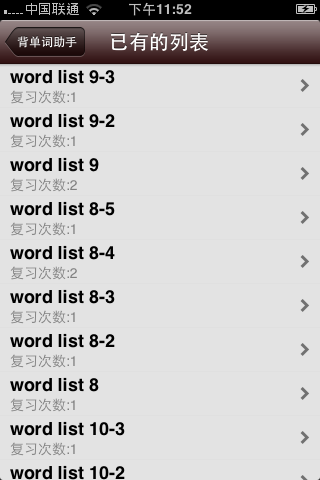 中国联通 下午11:52
背单词助手 已有的列表
word list 9-3
复习次数:1
word list 9-2
复习次数:1
word list 9
复习次数:2
word list 8-5
复习次数:1
word list 8-4
复习次数:2
word list 8-3
复习次数:1
word list 8-2
复习次数:1
word list 8
复习次数:1
word list 10-3
复习次数:1
word list 10-2